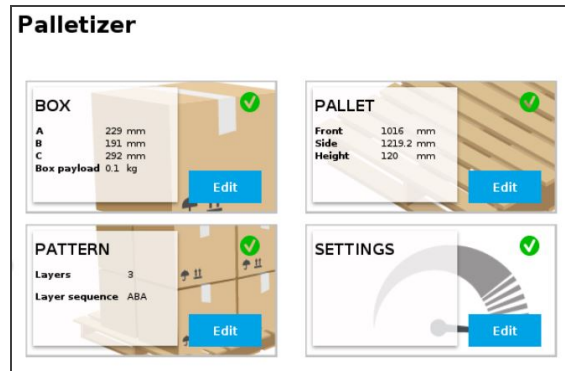 Palletizer
BOX
A 229 mm
B 191 mm
C 292 mm
Box payload 0.1 kg
Edit
PALLET
Front 1016 mm
Side 1219.2 mm
Height 120 mm
Edit
PATTERN
Layers 3
Layer sequence ABA
Edit
SETTINGS
Edit